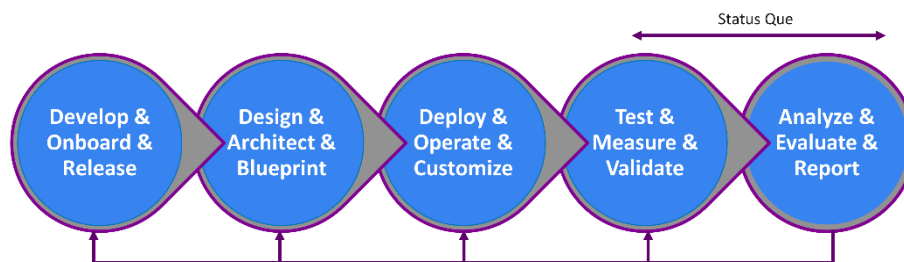 Status Que
Develop &
Onboard &
Release
Design &
Architect &
Blueprint
Deploy &
Operate &
Customize
Test &
Measure &
Validate
Analyze &
Evaluate &
Report